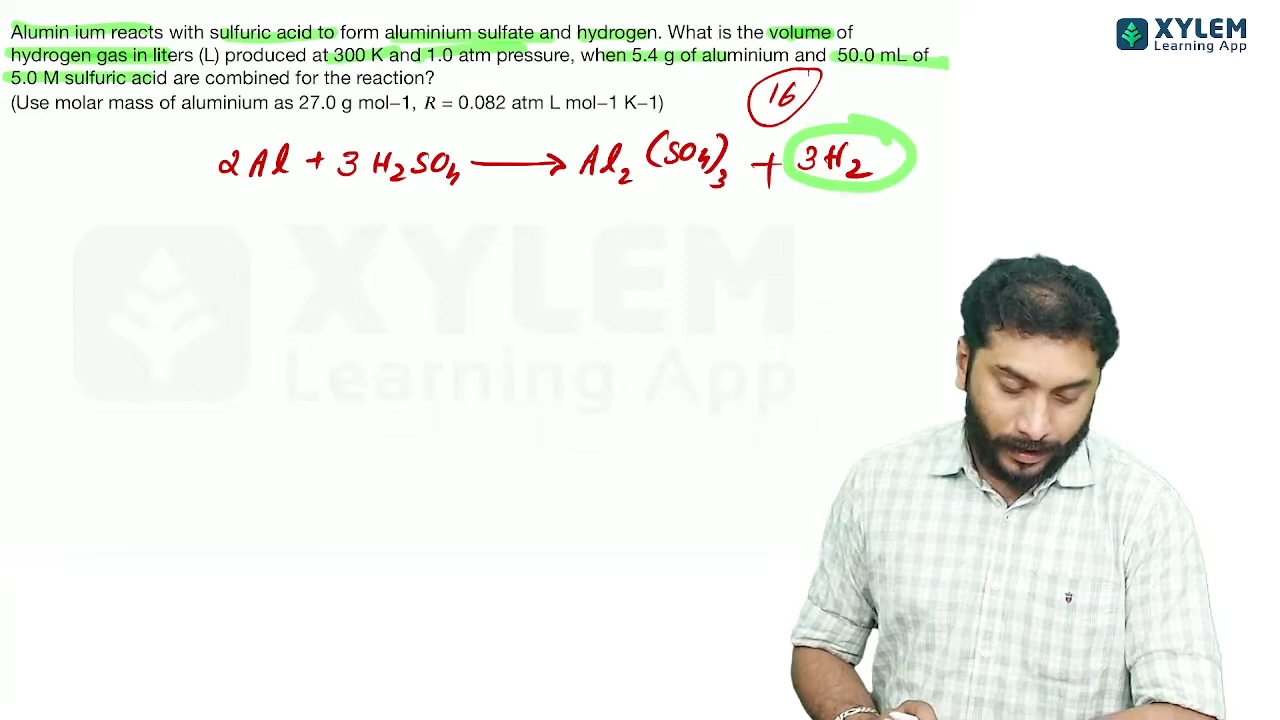 Alumin ium reacts with sulfuric acid to form aluminium sulfate and hydrogen. What is the volume of
hydrogen gas in liters (L) produced at 300 K and 1.0 atm pressure, when 5.4 g of aluminium and 50.0 mL of
5.0 M sulfuric acid are combined for the reaction?
(Use molar mass of aluminium as 27.0 g mol–1, R = 0.082 atm L mol–1 K–1)
16
2Al + 3H₂SO₄ ⟶ Al₂(SO₄)₃ + 3H₂
XYLEM
Learning App
XYLEM
Learning App